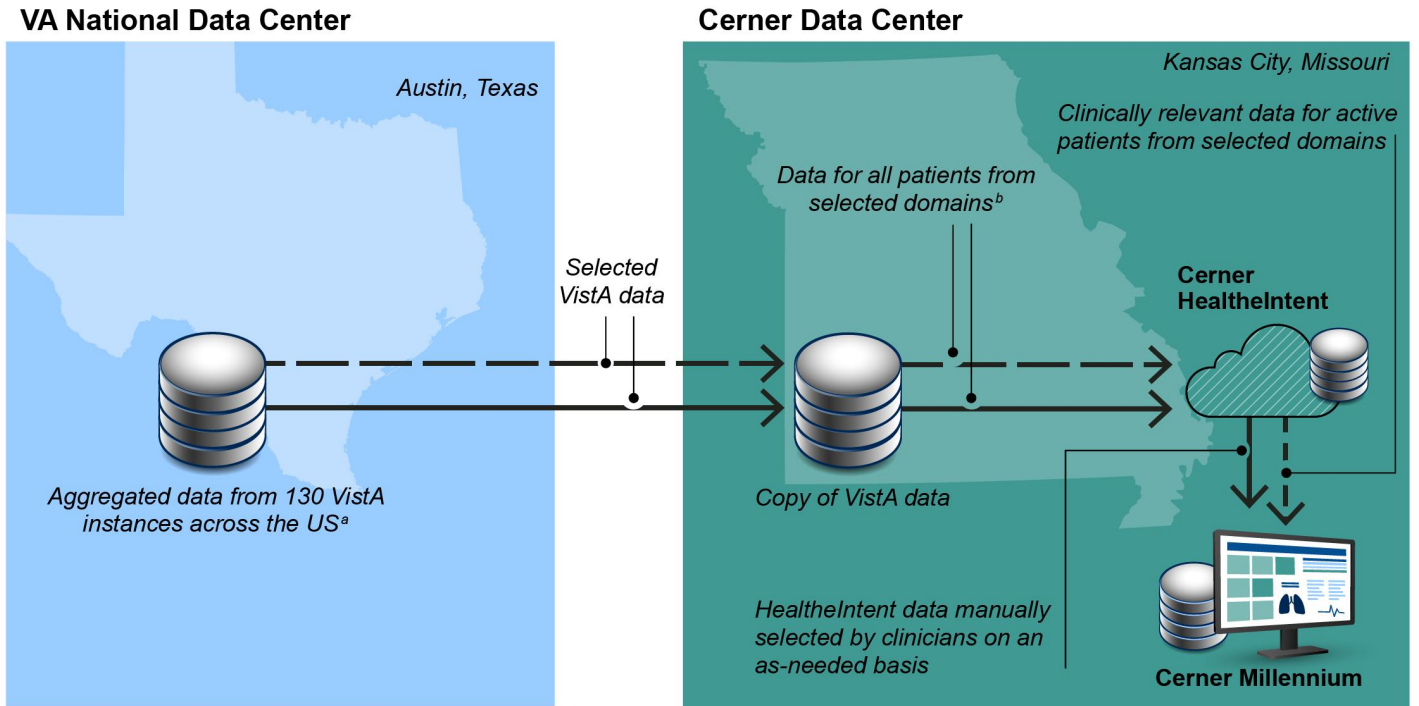 VA National Data Center
Austin, Texas
Selected
VistA data
Aggregated data from 130 VistA
instances across the USᵃ
Cerner Data Center
Kansas City, Missouri
Clinically relevant data for active
patients from selected domains
Data for all patients from
selected domainsᵇ
Cerner
HealtheIntent
Copy of VistA data
HealtheIntent data manually
selected by clinicians on an
as-needed basis
Cerner Millennium